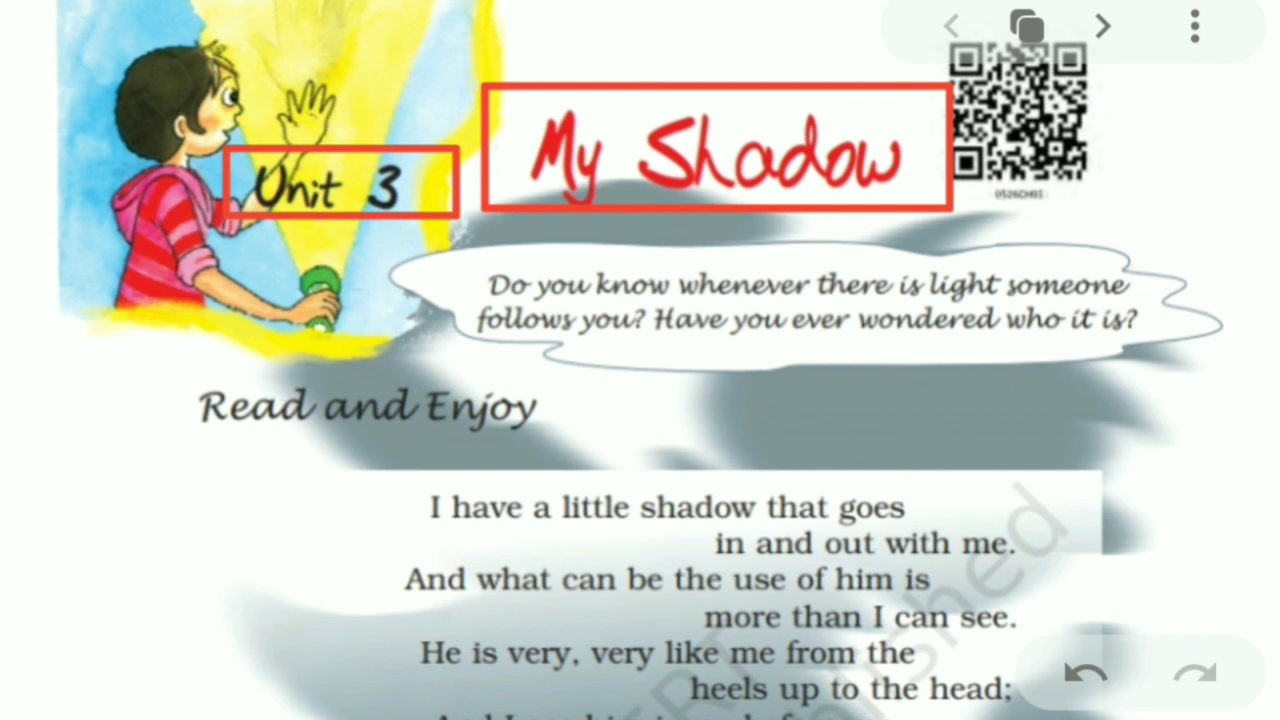 Unit 3
My Shadow
0526CH05
Do you know whenever there is light someone
follows you? Have you ever wondered who it is?
Read and Enjoy
I have a little shadow that goes
in and out with me.
And what can be the use of him is
more than I can see.
He is very, very like me from the
heels up to the head;